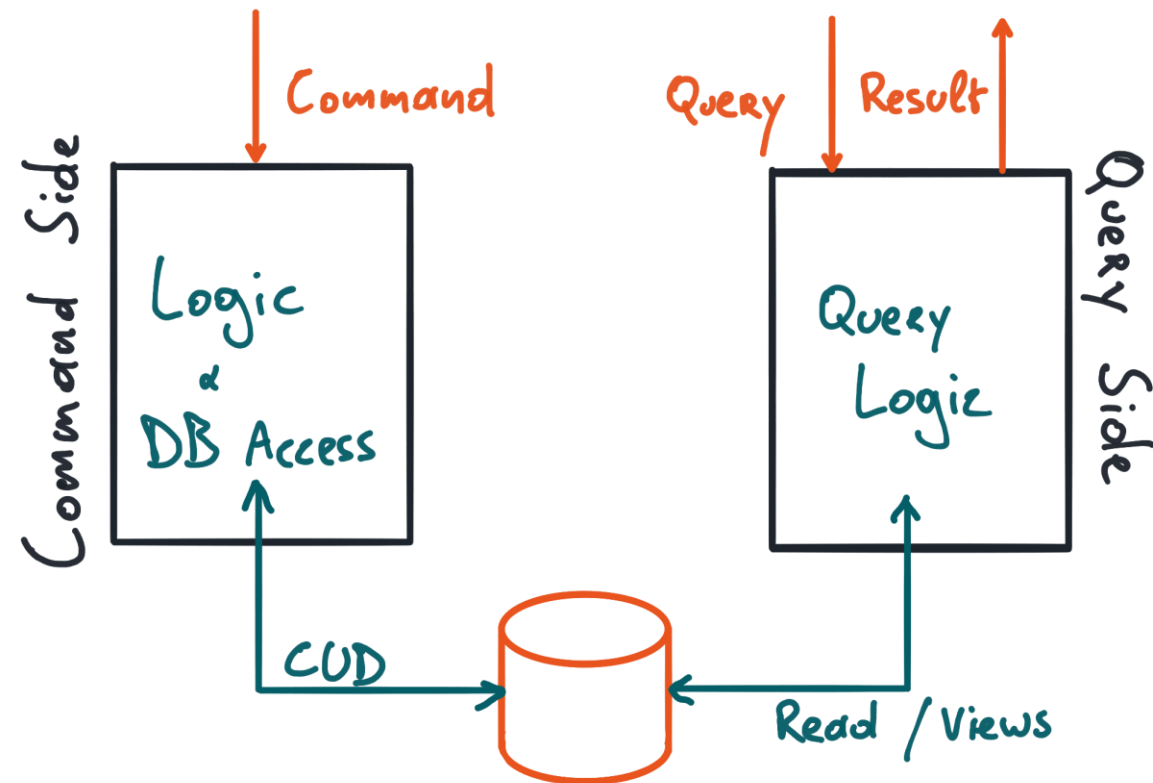 Command
Query
Result
Command Side
Logic
&
DB Access
Query
Logic
Query Side
CUD
Read / Views